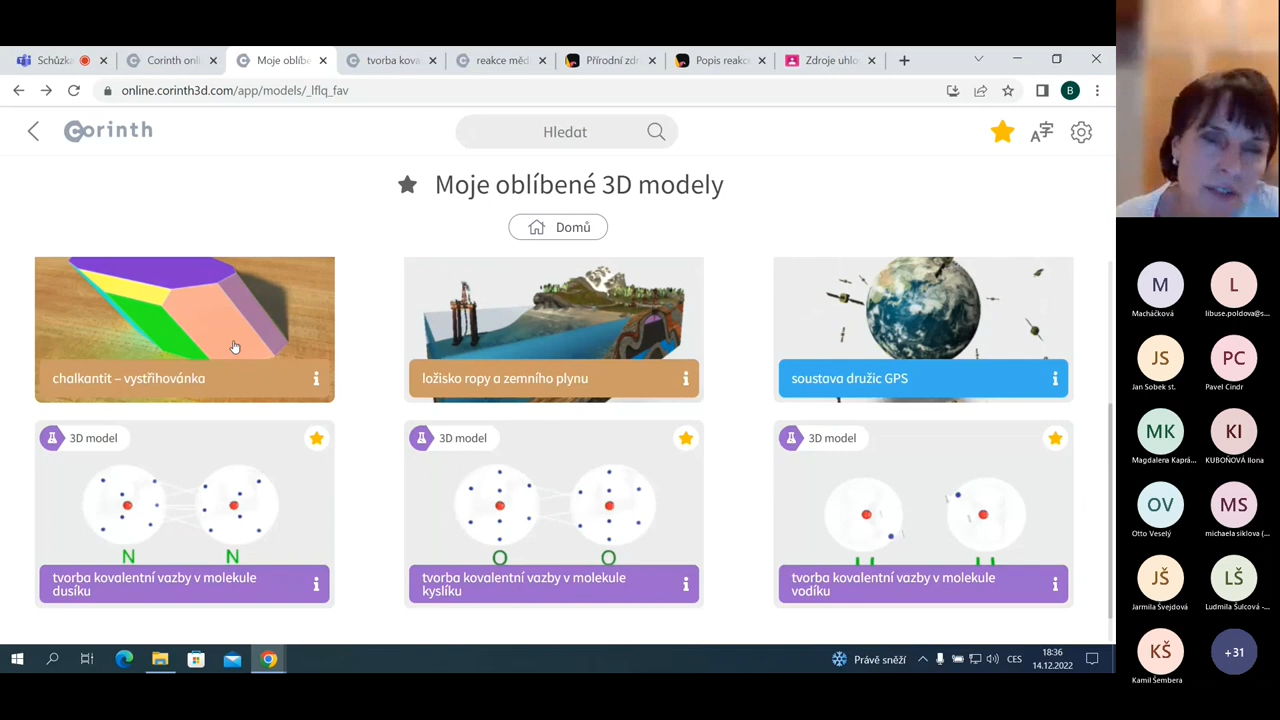 Schůzk
Corinth onl
Moje oblíbe
tvorba kova
reakce měd
Přírodní zdr
Popis reakc
Zdroje uhlo
online.corinth3d.com/app/models/_lflq_fav
B
corinth
Hledat
Moje oblíbené 3D modely
Domů
chalkantit – vystřihovánka
ložisko ropy a zemního plynu
soustava družic GPS
3D model
3D model
3D model
N N
O O
H H
tvorba kovalentní vazby v molekule
dusíku
tvorba kovalentní vazby v molekule
kyslíku
tvorba kovalentní vazby v molekule
vodíku
Právě sněží
CES
18:36
14.12.2022
M
Macháčková
L
libuse.poldova@s...
JS
Jan Sobek st.
PC
Pavel Cindr
MK
Magdalena Kaprá...
KI
KUBOŇOVÁ Ilona
OV
Otto Veselý
MS
michaela siklova (...
JŠ
Jarmila Švejdová
LŠ
Ludmila Šulcová -...
KŠ
Kamil Šembera
+31